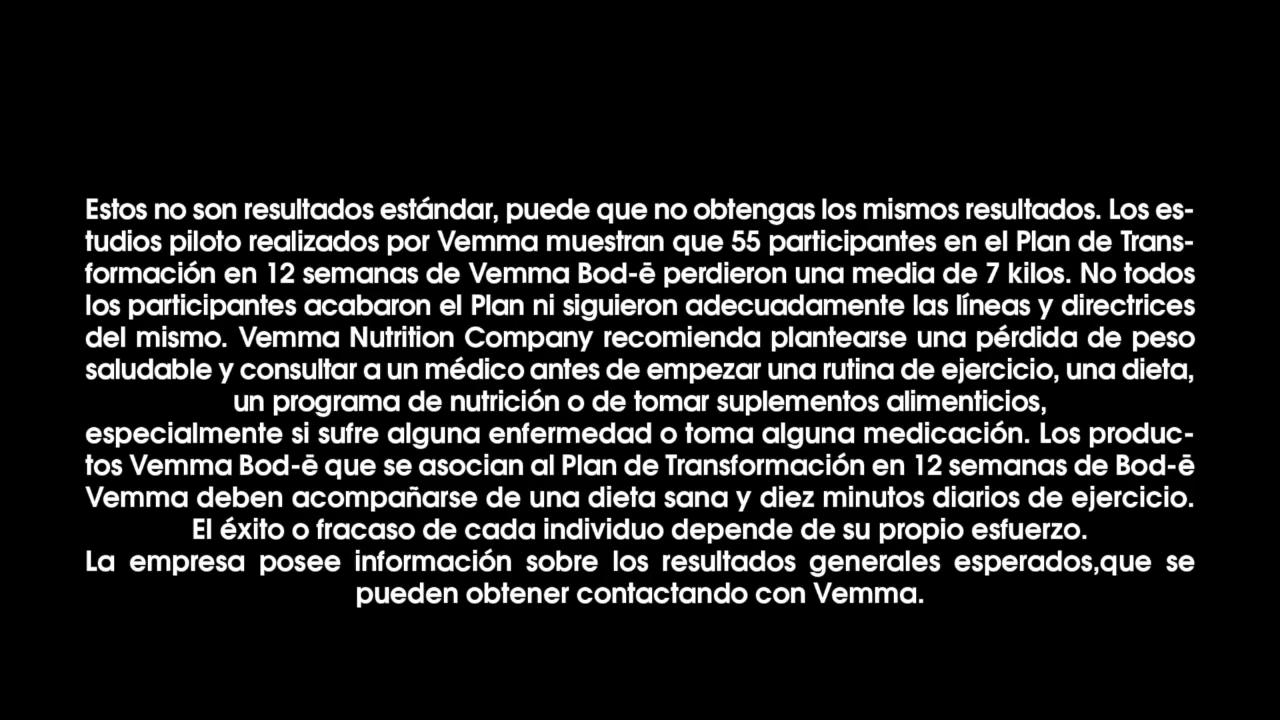 Estos no son resultados estándar, puede que no obtengas los mismos resultados. Los es-
tudios piloto realizados por Vemma muestran que 55 participantes en el Plan de Trans-
formación en 12 semanas de Vemma Bod-ē perdieron una media de 7 kilos. No todos
los participantes acabaron el Plan ni siguieron adecuadamente las líneas y directrices
del mismo. Vemma Nutrition Company recomienda plantearse una pérdida de peso
saludable y consultar a un médico antes de empezar una rutina de ejercicio, una dieta,
un programa de nutrición o de tomar suplementos alimenticios,
especialmente si sufre alguna enfermedad o toma alguna medicación. Los produc-
tos Vemma Bod-ē que se asocian al Plan de Transformación en 12 semanas de Bod-ē
Vemma deben acompañarse de una dieta sana y diez minutos diarios de ejercicio.
El éxito o fracaso de cada individuo depende de su propio esfuerzo.
La empresa posee información sobre los resultados generales esperados,que se
pueden obtener contactando con Vemma.